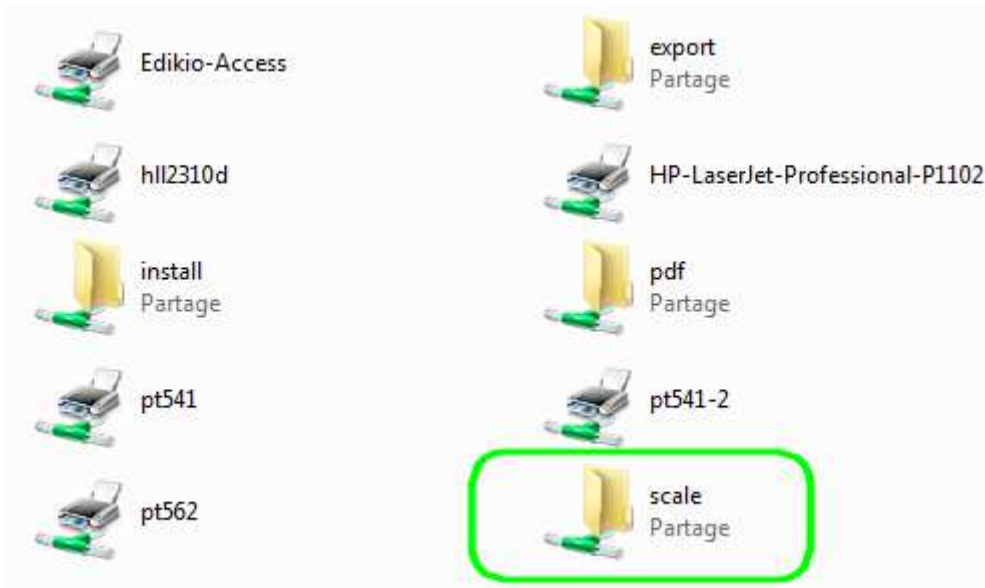 Edikio-Access
export
Partage
hll2310d
HP-LaserJet-Professional-P1102
install
Partage
pdf
Partage
pt541
pt541-2
pt562
scale
Partage